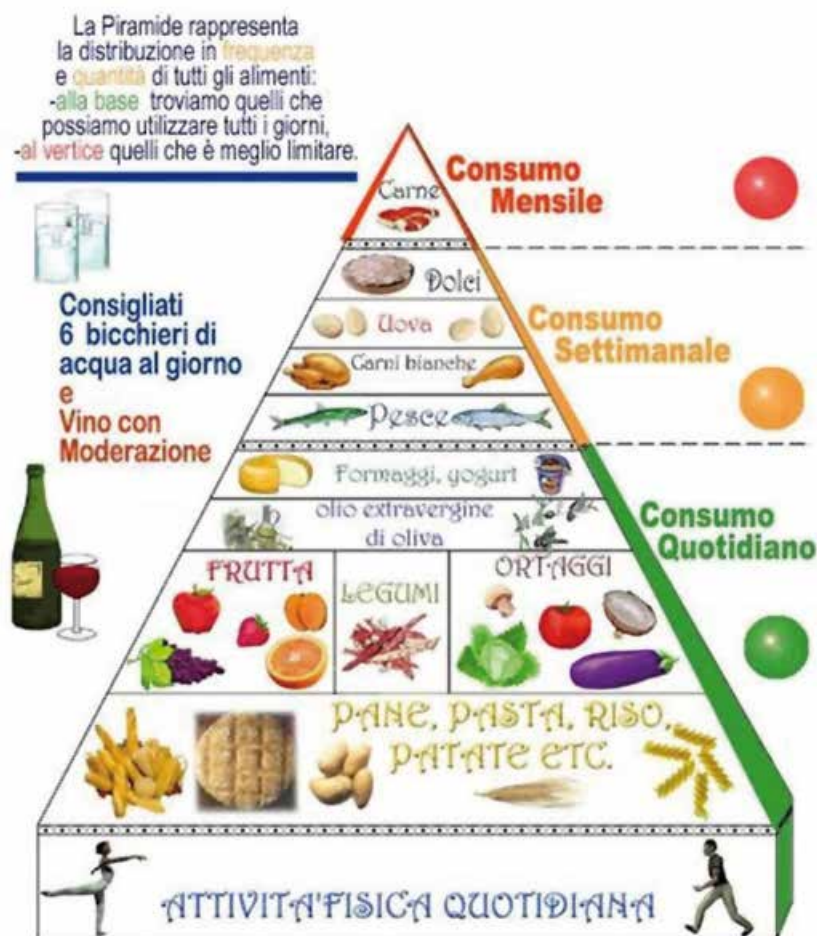 La Piramide rappresenta
la distribuzione in frequenza
e quantità di tutti gli alimenti:
-alla base troviamo quelli che
possiamo utilizzare tutti i giorni,
-al vertice quelli che è meglio limitare.
Consumo
Mensile
Carne
Dolci
Consigliati
6 bicchieri di
acqua al giorno
e
Vino con
Moderazione
Uova
Consumo
Settimanale
Carni bianche
Pesce
Formaggi, yogurt
olio extravergine
di oliva
Consumo
Quotidiano
FRUTTA
LEGUMI
ORTAGGI
PANE, PASTA, RISO,
PATATE ETC.
ATTIVITA'FISICA QUOTIDIANA